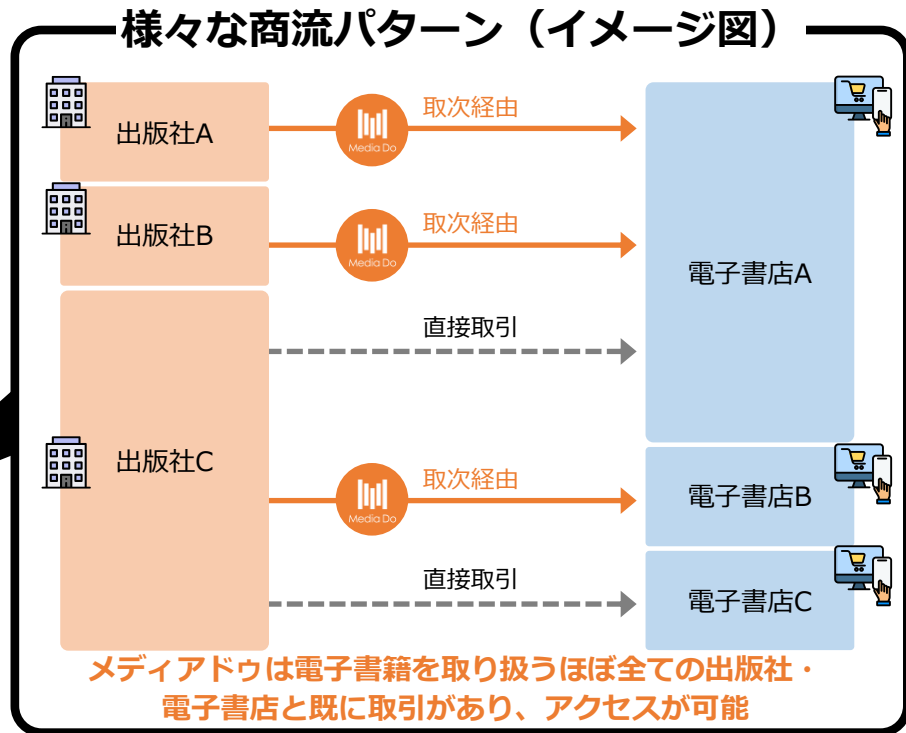 様々な商流パターン（イメージ図）
出版社A
Media Do
取次経由
出版社B
Media Do
取次経由
電子書店A
直接取引
出版社C
Media Do
取次経由
電子書店B
直接取引
電子書店C
メディアドゥは電子書籍を取り扱うほぼ全ての出版社・
電子書店と既に取引があり、アクセスが可能